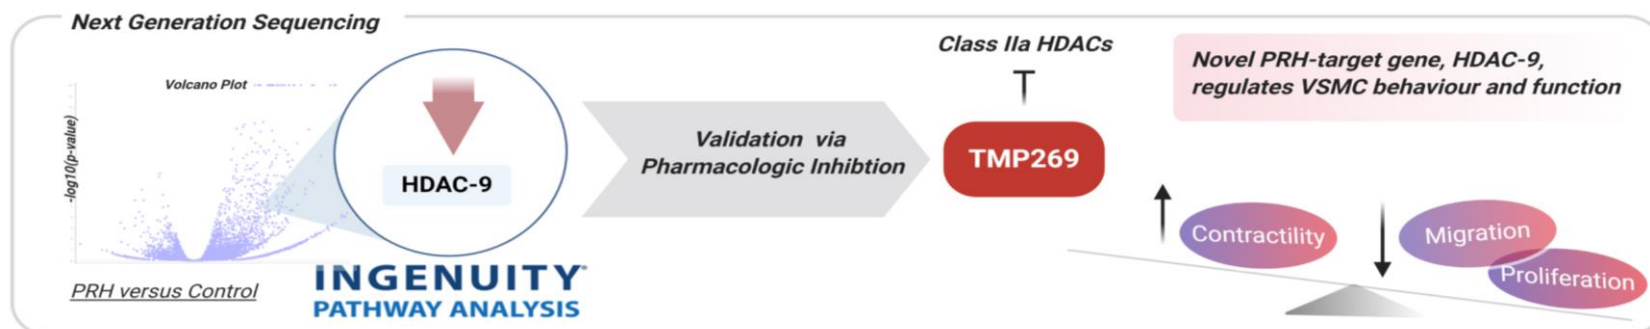 Next Generation Sequencing
Volcano Plot
-log10(p-value)
PRH versus Control
HDAC-9
INGENUITY
PATHWAY ANALYSIS
Validation via
Pharmacologic Inhibtion
Class IIa HDACs
TMP269
Novel PRH-target gene, HDAC-9,
regulates VSMC behaviour and function
Contractility
Migration
Proliferation